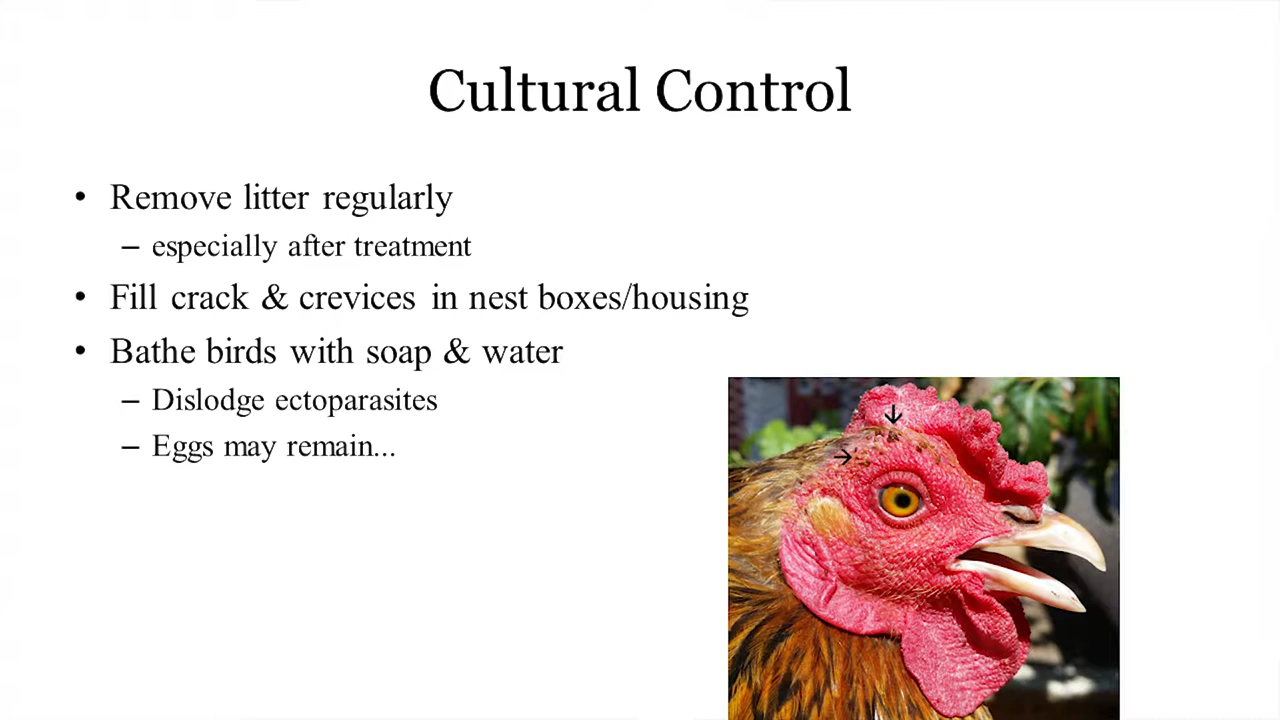 Cultural Control
• Remove litter regularly
– especially after treatment
• Fill crack & crevices in nest boxes/housing
• Bathe birds with soap & water
– Dislodge ectoparasites
– Eggs may remain...